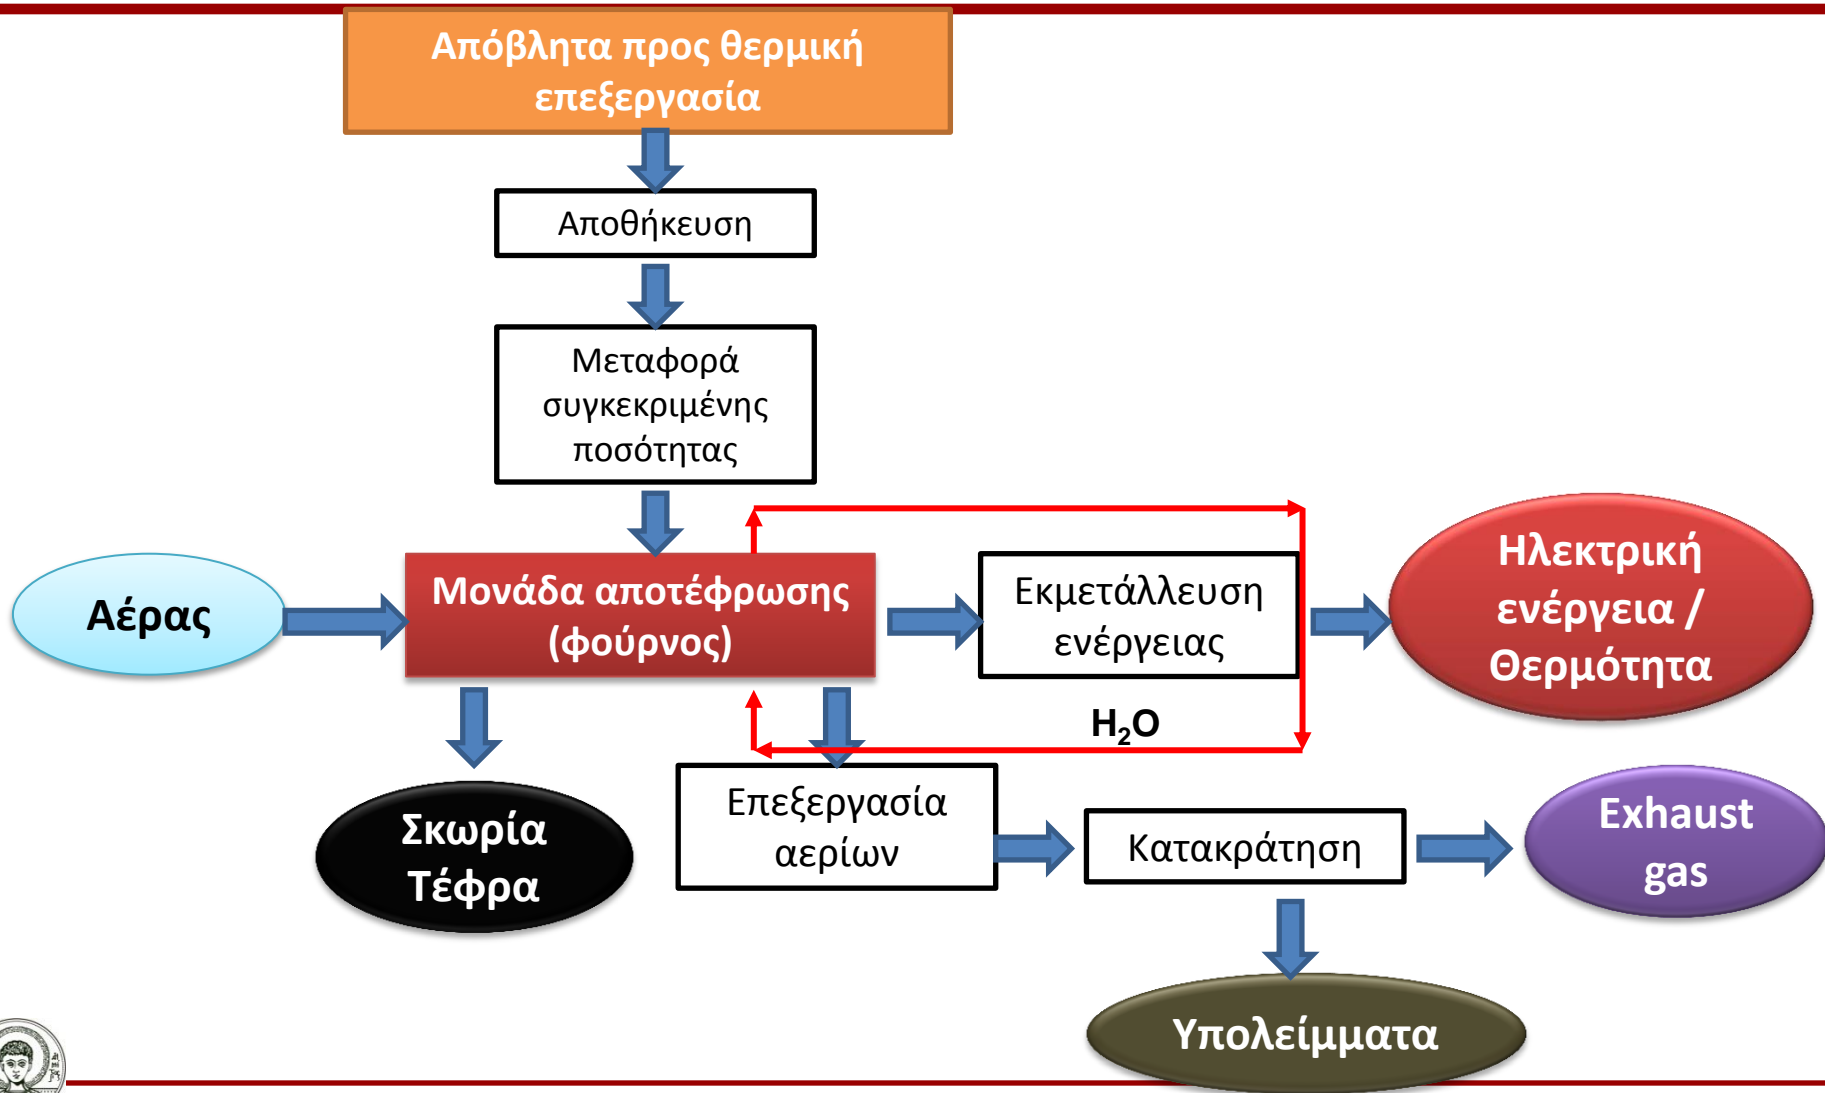 Απόβλητα προς θερμική
επεξεργασία
Αποθήκευση
Μεταφορά
συγκεκριμένης
ποσότητας
Αέρας
Μονάδα αποτέφρωσης
(φούρνος)
Εκμετάλλευση
ενέργειας
Ηλεκτρική
ενέργεια /
Θερμότητα
H₂O
Σκωρία
Τέφρα
Επεξεργασία
αερίων
Κατακράτηση
Exhaust
gas
Υπολείμματα